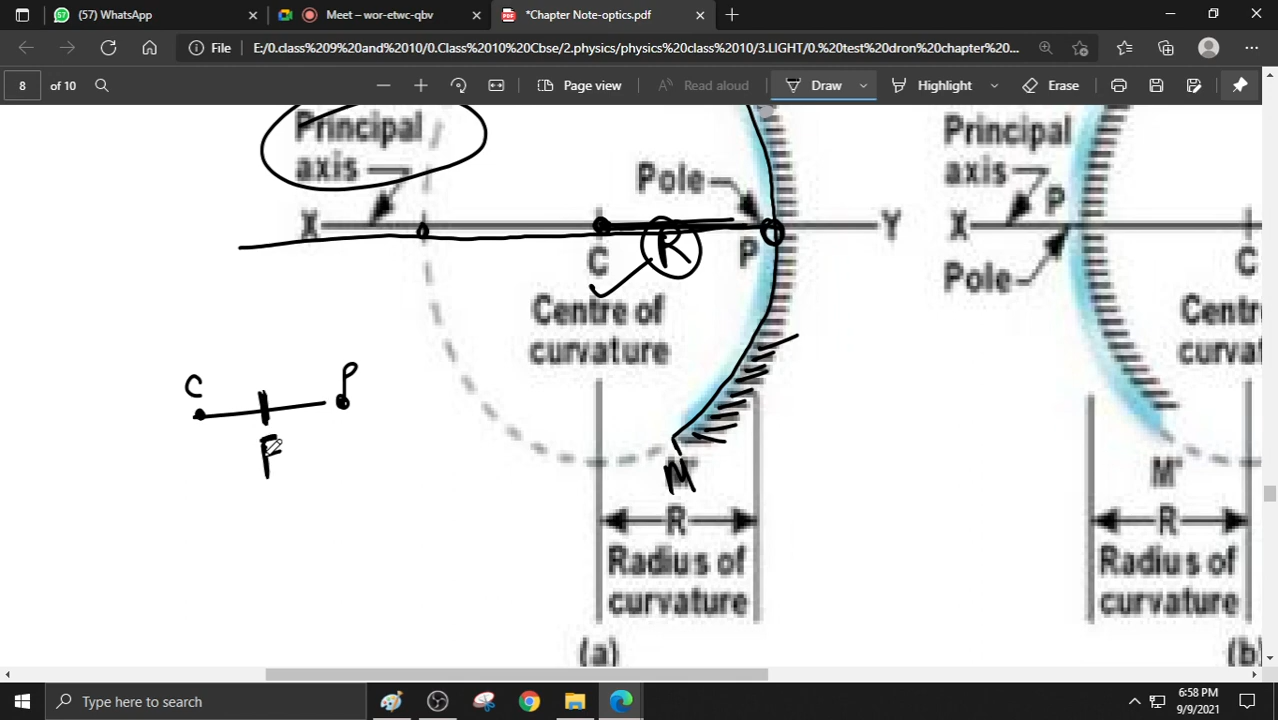 (57) WhatsApp
Meet – wor-etwc-qbv
*Chapter Note-optics.pdf
File
E:/0.class%209%20and%2010/0.Class%2010%20Cbse/2.physics/physics%20class%2010/3.LIGHT/0.%20test%20dron%20chapter%20...
8 of 10
Page view
Read aloud
Draw
Highlight
Erase
Principal
axis
Pole
X
Y
C
R
P
Centre of
curvature
M
R
Radius of
curvature
(a)
C
P
F
Principal
axis
P
X
Pole
C
Centr
curva
M'
R
Radius of
curvature
(b)
Type here to search
6:58 PM
9/9/2021